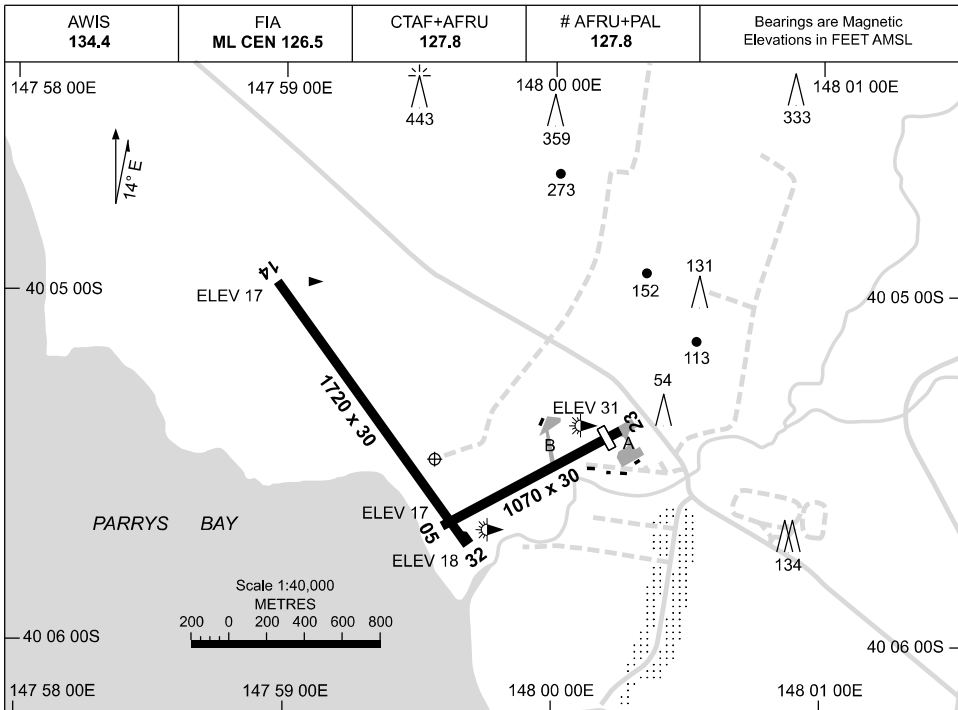 AWIS
134.4
FIA
ML CEN 126.5
CTAF+AFRU
127.8
# AFRU+PAL
127.8
Bearings are Magnetic
Elevations in FEET AMSL
147 58 00E
147 59 00E
148 00 00E
148 01 00E
443
359
333
14° E
273
14
ELEV 17
40 05 00S
152
131
40 05 00S
113
1720 x 30
54
ELEV 31
23
B
A
1070 x 30
PARRYS BAY
ELEV 17
05
ELEV 18
32
134
Scale 1:40,000
METRES
200 0 200 400 600 800
40 06 00S
40 06 00S
147 58 00E
147 59 00E
148 00 00E
148 01 00E